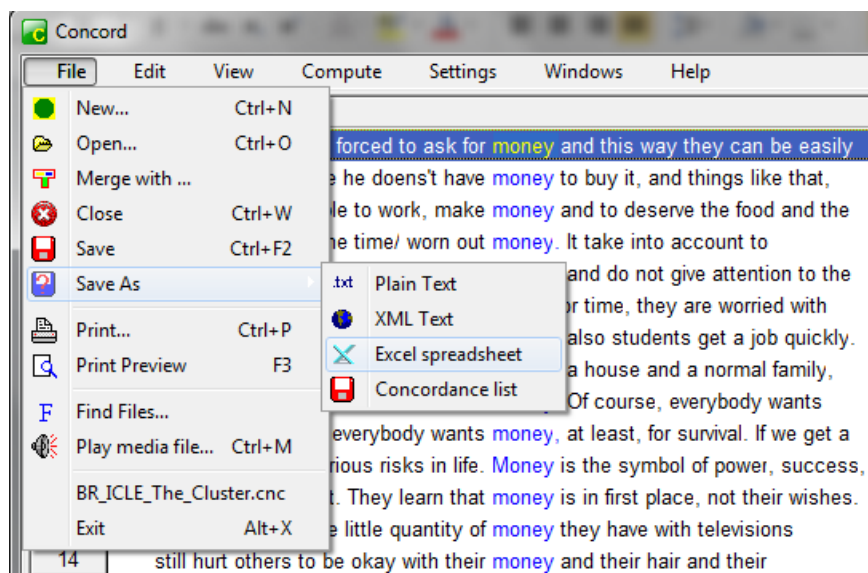 Concord
File Edit View Compute Settings Windows Help
New... Ctrl+N
Open... Ctrl+O
Merge with ...
Close Ctrl+W
Save Ctrl+F2
Save As
Print... Ctrl+P
Print Preview F3
Find Files...
Play media file... Ctrl+M
BR_ICLE_The_Cluster.cnc
Exit Alt+X
.txt Plain Text
XML Text
Excel spreadsheet
Concordance list
forced to ask for money and this way they can be easily
he doens't have money to buy it, and things like that,
to work, make money and to deserve the food and the
time/ worn out money. It take into account to
and do not give attention to the
time, they are worried with
also students get a job quickly.
a house and a normal family,
Of course, everybody wants
everybody wants money, at least, for survival. If we get a
risks in life. Money is the symbol of power, success,
They learn that money is in first place, not their wishes.
little quantity of money they have with televisions
14 still hurt others to be okay with their money and their hair and their